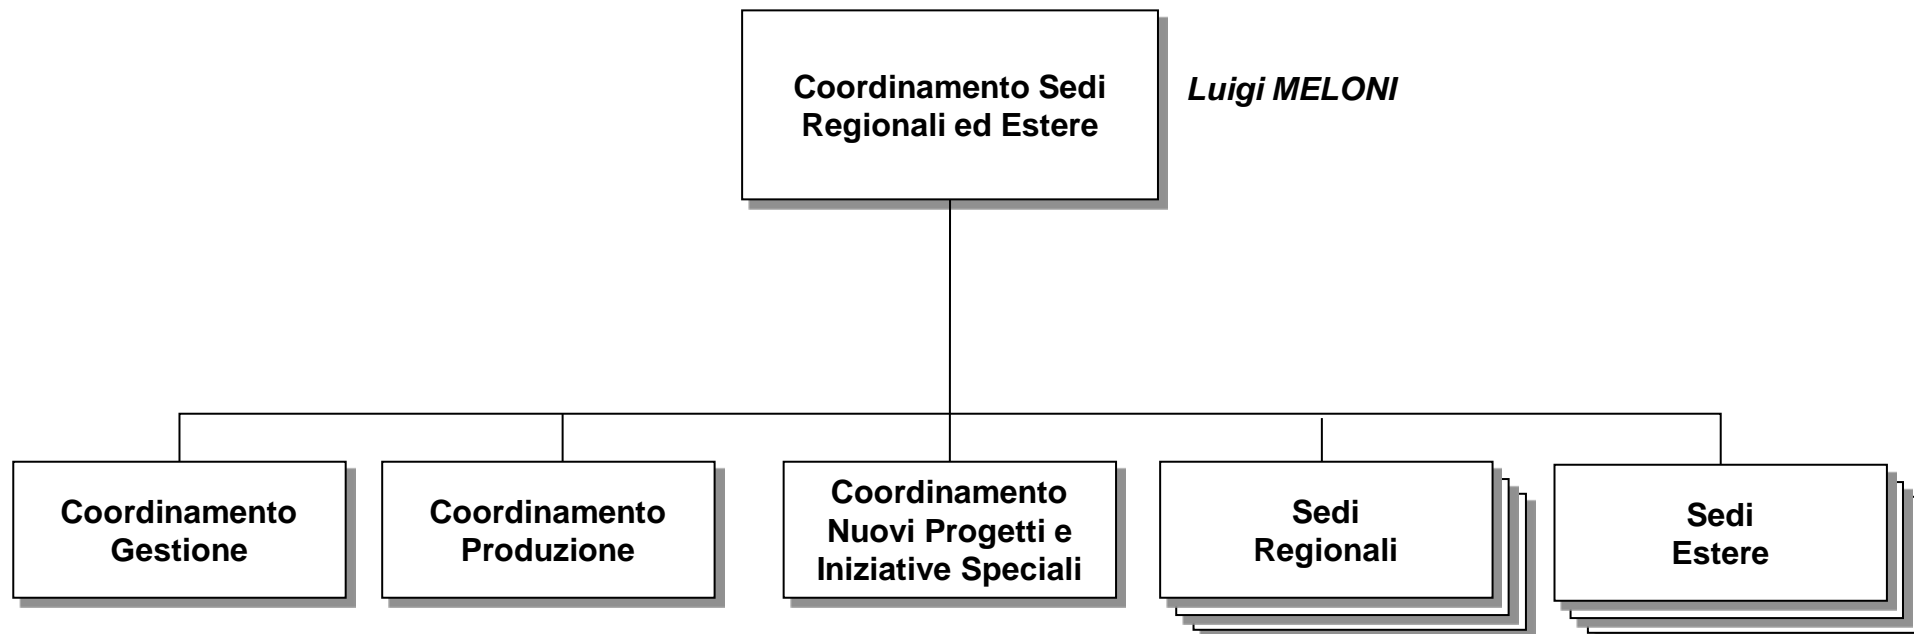 Coordinamento Sedi
Regionali ed Estere
Luigi MELONI
Coordinamento
Gestione
Coordinamento
Produzione
Coordinamento
Nuovi Progetti e
Iniziative Speciali
Sedi
Regionali
Sedi
Estere